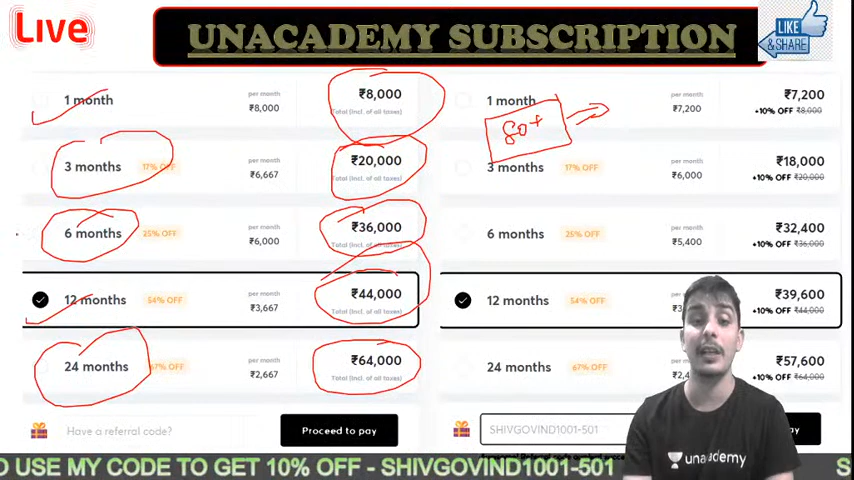 Live
UNACADEMY SUBSCRIPTION
LIKE
& SHARE
1 month
per month
₹8,000
₹8,000
Total (Incl. of all taxes)
3 months
17% OFF
per month
₹6,667
₹20,000
Total (Incl. of all taxes)
6 months
25% OFF
per month
₹6,000
₹36,000
Total (Incl. of all taxes)
12 months
54% OFF
per month
₹3,667
₹44,000
Total (Incl. of all taxes)
24 months
67% OFF
per month
₹2,667
₹64,000
Total (Incl. of all taxes)
Have a referral code?
Proceed to pay
1 month
per month
₹7,200
₹7,200
+10% OFF ₹8,000
80+
3 months
17% OFF
per month
₹6,000
₹18,000
+10% OFF ₹20,000
6 months
25% OFF
per month
₹5,400
₹32,400
+10% OFF ₹36,000
12 months
54% OFF
per month
₹39,600
+10% OFF ₹44,000
24 months
67% OFF
per month
₹57,600
+10% OFF ₹64,000
SHIVGOVIND1001-501
pay
unacademy
O USE MY CODE TO GET 10% OFF - SHIVGOVIND1001-501
S